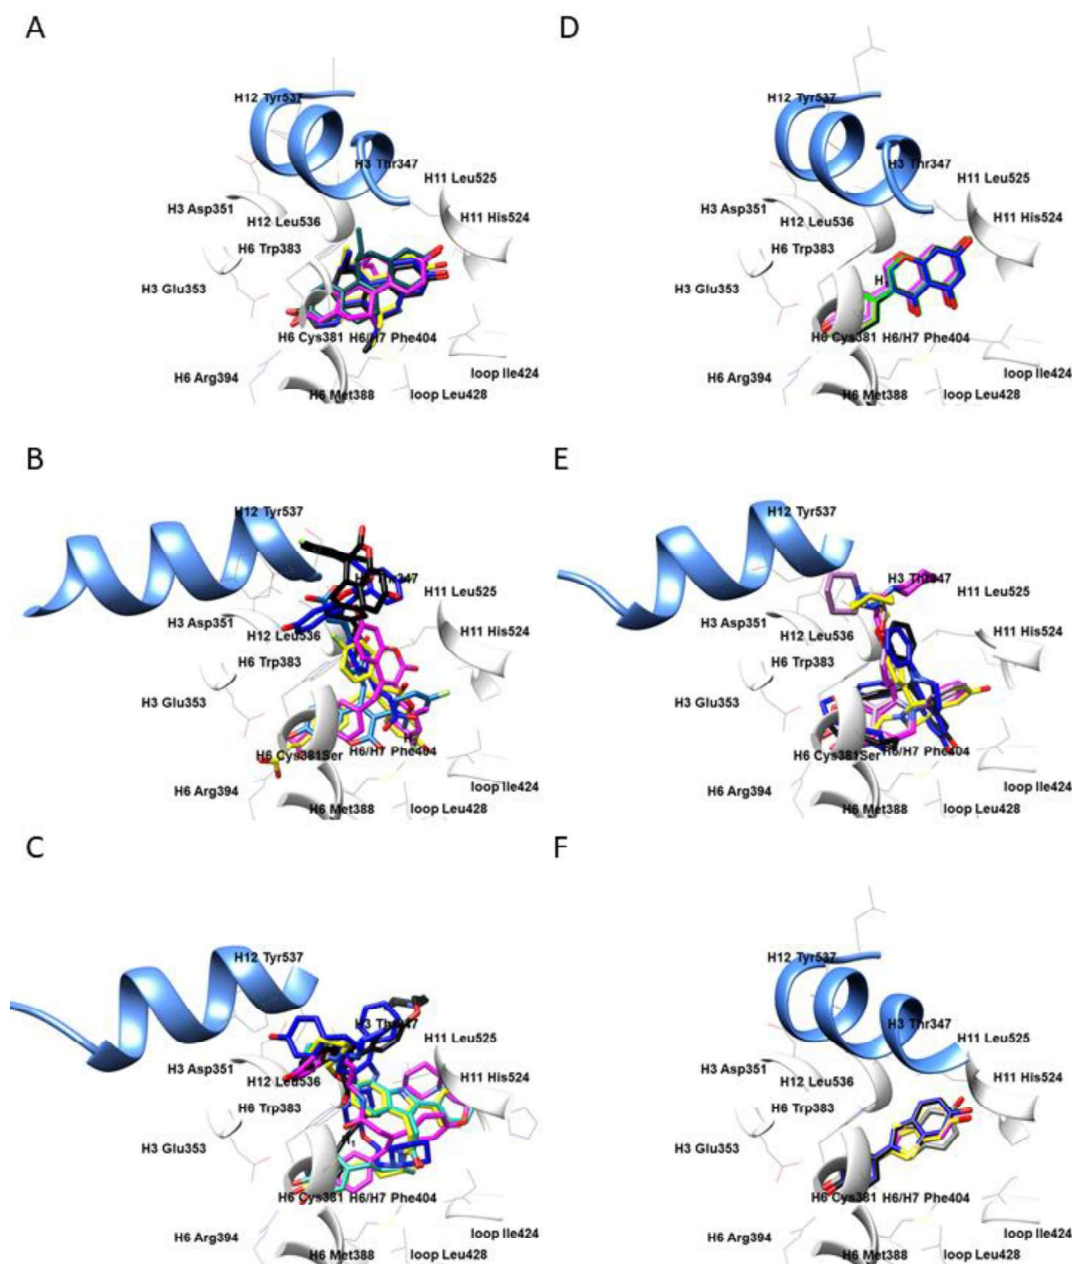 A
H12 Tyr537
H3 Thr347
H11 Leu525
H3 Asp351
H12 Leu536
H11 His524
H6 Trp383
H3 Glu353
H6 Cys381
H6/H7 Phe404
H6 Arg394
loop Ile424
H6 Met388
loop Leu428
D
H12 Tyr537
H3 Thr347
H11 Leu525
H3 Asp351
H12 Leu536
H11 His524
H6 Trp383
H3 Glu353
H6 Cys381
H6/H7 Phe404
H6 Arg394
loop Ile424
H6 Met388
loop Leu428
B
H12 Tyr537
H11 Leu525
H3 Asp351
H12 Leu536
H11 His524
H6 Trp383
H3 Glu353
H6 Cys381Ser
H6/H7 Phe404
H6 Arg394
loop Ile424
H6 Met388
loop Leu428
E
H12 Tyr537
H3 Thr347
H11 Leu525
H3 Asp351
H12 Leu536
H11 His524
H6 Trp383
H3 Glu353
H6 Cys381Ser
H6/H7 Phe404
H6 Arg394
loop Ile424
H6 Met388
loop Leu428
C
H12 Tyr537
H3 Thr347
H11 Leu525
H3 Asp351
H12 Leu536
H11 His524
H6 Trp383
H3 Glu353
H6 Cys381
H6/H7 Phe404
H6 Arg394
loop Ile424
H6 Met388
loop Leu428
F
H12 Tyr537
H3 Thr347
H11 Leu525
H3 Asp351
H12 Leu536
H11 His524
H6 Trp383
H3 Glu353
H6 Cys381
H6/H7 Phe404
H6 Arg394
loop Ile424
H6 Met388
loop Leu428